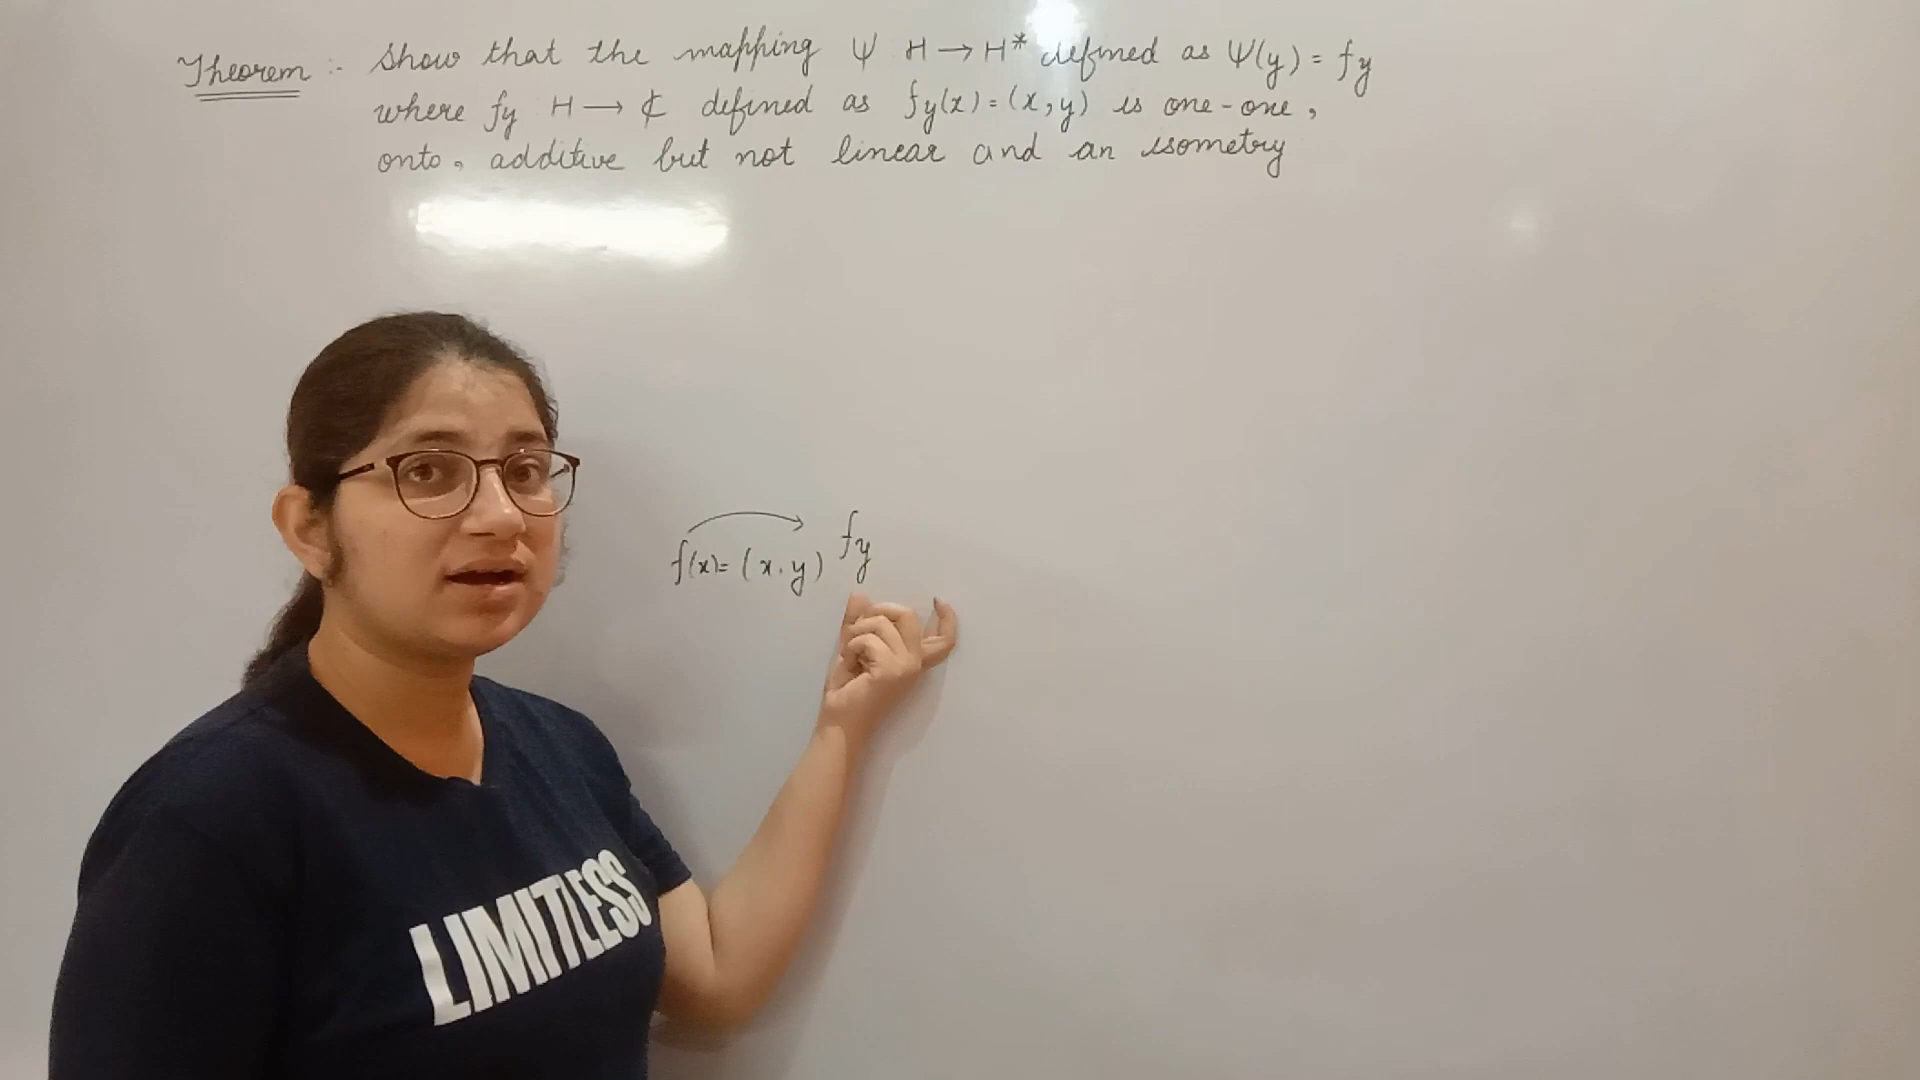 Theorem :- Show that the mapping Ψ H → H* defined as Ψ(y) = fy
where fy H → ₵ defined as fy(x) = (x, y) is one-one,
onto, additive but not linear and an isometry
f(x) = (x, y) fy
LIMITLESS